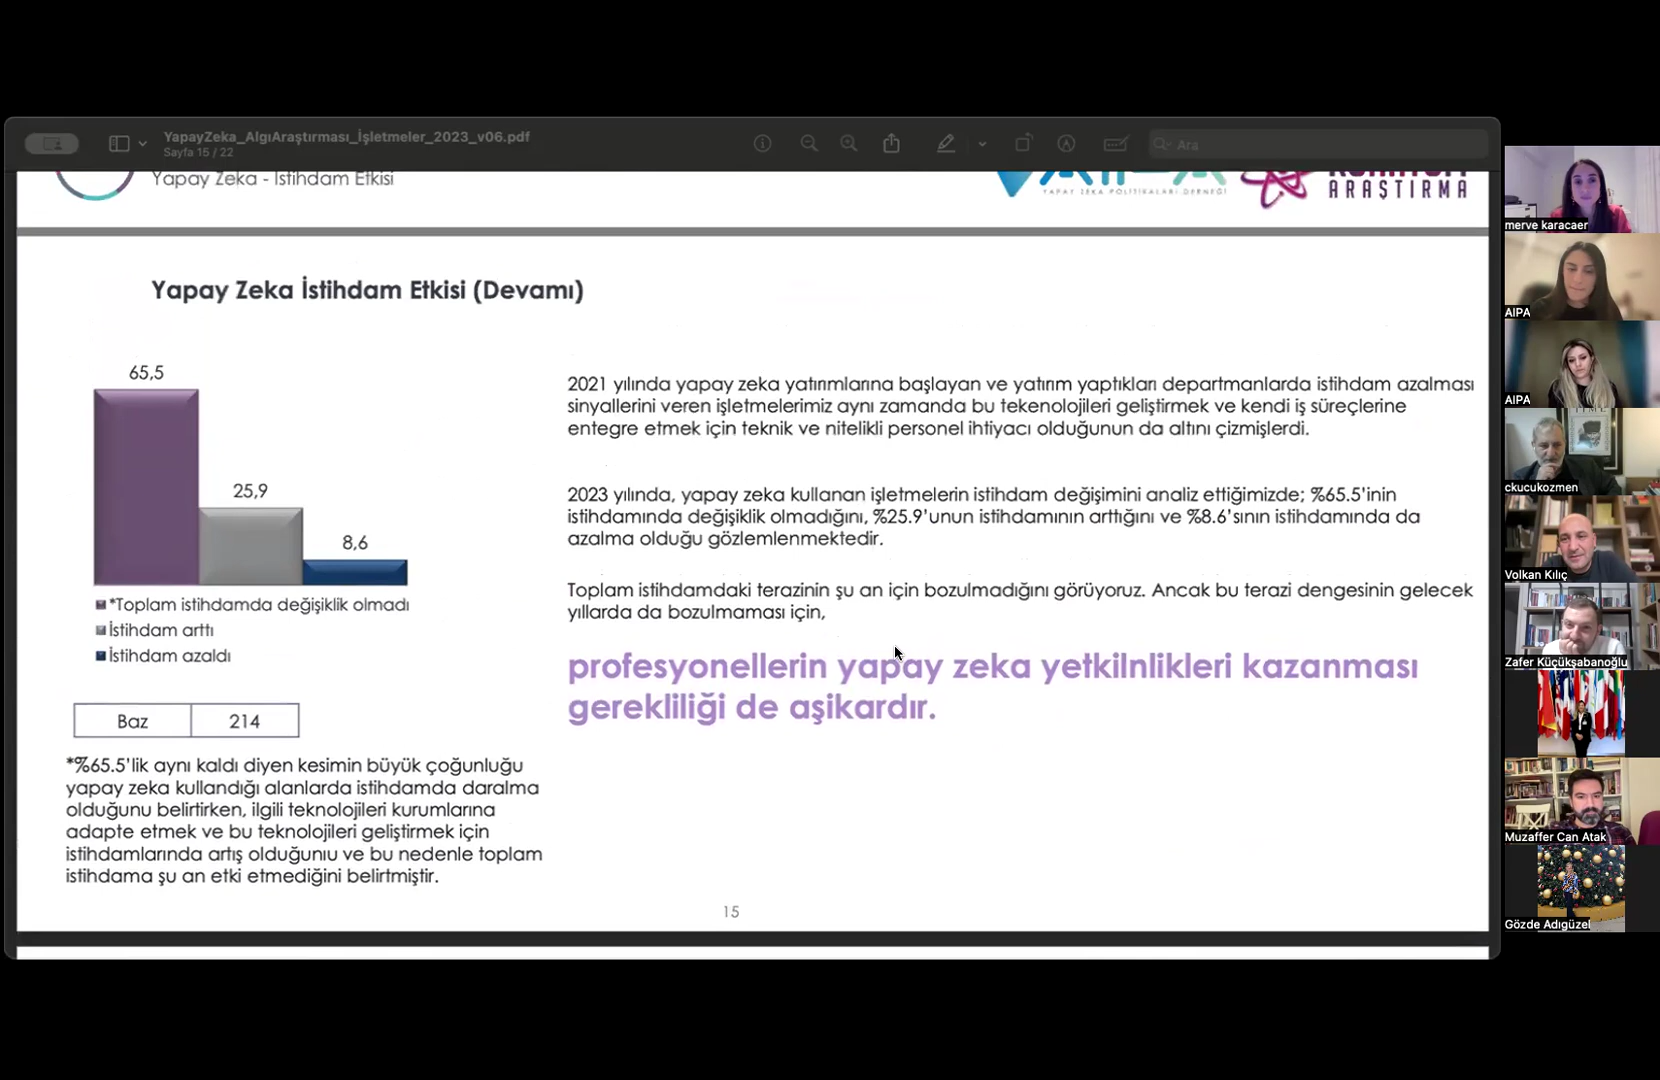 YapayZeka_AlgıAraştırması_İşletmeler_2023_v06.pdf
Sayfa 15 / 22
Ara
Yapay Zeka - İstihdam Etkisi
YAPAY ZEKA POLİTİKALARI DERNEĞİ
ARAŞTIRMA
Yapay Zeka İstihdam Etkisi (Devamı)
65,5
25,9
8,6
*Toplam istihdamda değişiklik olmadı
İstihdam arttı
İstihdam azaldı
Baz 214
*%65.5'lik aynı kaldı diyen kesimin büyük çoğunluğu
yapay zeka kullandığı alanlarda istihdamda daralma
olduğunu belirtirken, ilgili teknolojileri kurumlarına
adapte etmek ve bu teknolojileri geliştirmek için
istihdamlarında artış olduğunıu ve bu nedenle toplam
istihdama şu an etki etmediğini belirtmiştir.
2021 yılında yapay zeka yatırımlarına başlayan ve yatırım yaptıkları departmanlarda istihdam azalması
sinyallerini veren işletmelerimiz aynı zamanda bu tekenolojileri geliştirmek ve kendi iş süreçlerine
entegre etmek için teknik ve nitelikli personel ihtiyacı olduğunun da altını çizmişlerdi.
2023 yılında, yapay zeka kullanan işletmelerin istihdam değişimini analiz ettiğimizde; %65.5'inin
istihdamında değişiklik olmadığını, %25.9'unun istihdamının arttığını ve %8.6'sının istihdamında da
azalma olduğu gözlemlenmektedir.
Toplam istihdamdaki terazinin şu an için bozulmadığını görüyoruz. Ancak bu terazi dengesinin gelecek
yıllarda da bozulmaması için,
profesyonellerin yapay zeka yetkilnlikleri kazanması
gerekliliği de aşikardır.
15
merve karacaer
AIPA
AIPA
ckucukozmen
Volkan Kılıç
Zafer Küçükşabanoğlu
Muzaffer Can Atak
Gözde Adıgüzel